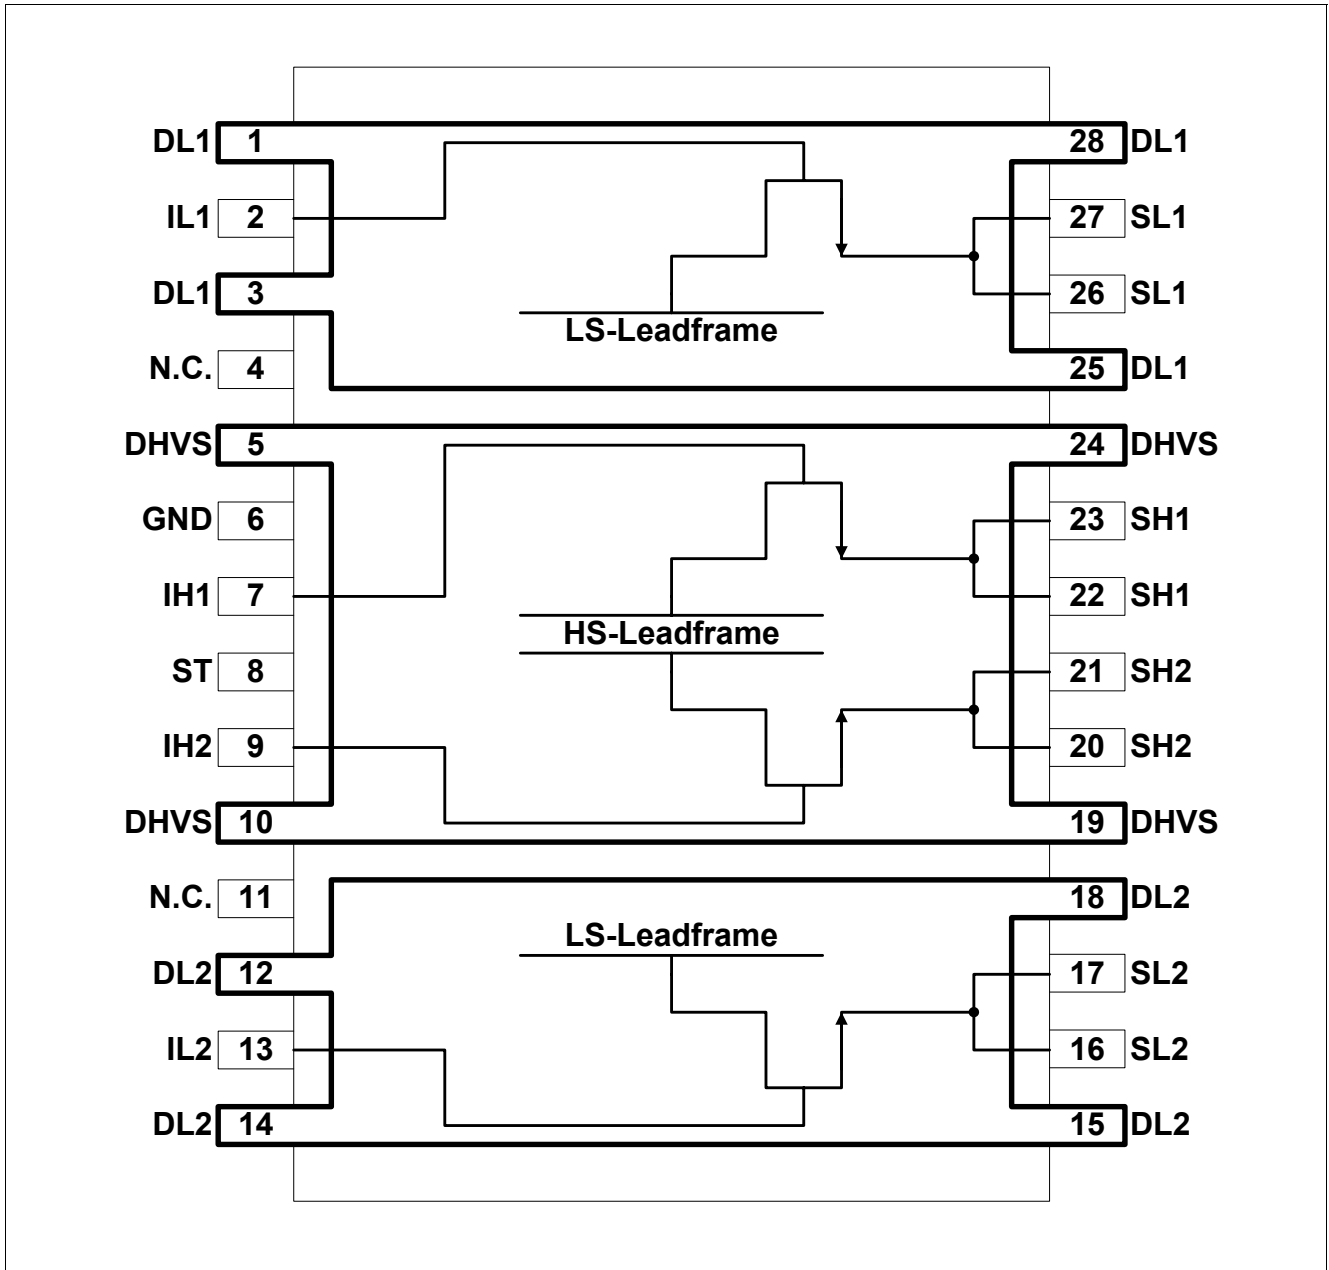 DL1 1 28 DL1
IL1 2 27 SL1
DL1 3 26 SL1
LS-Leadframe
N.C. 4 25 DL1
DHVS 5 24 DHVS
GND 6 23 SH1
IH1 7 22 SH1
HS-Leadframe
ST 8 21 SH2
IH2 9 20 SH2
DHVS 10 19 DHVS
N.C. 11 18 DL2
LS-Leadframe
DL2 12 17 SL2
IL2 13 16 SL2
DL2 14 15 DL2